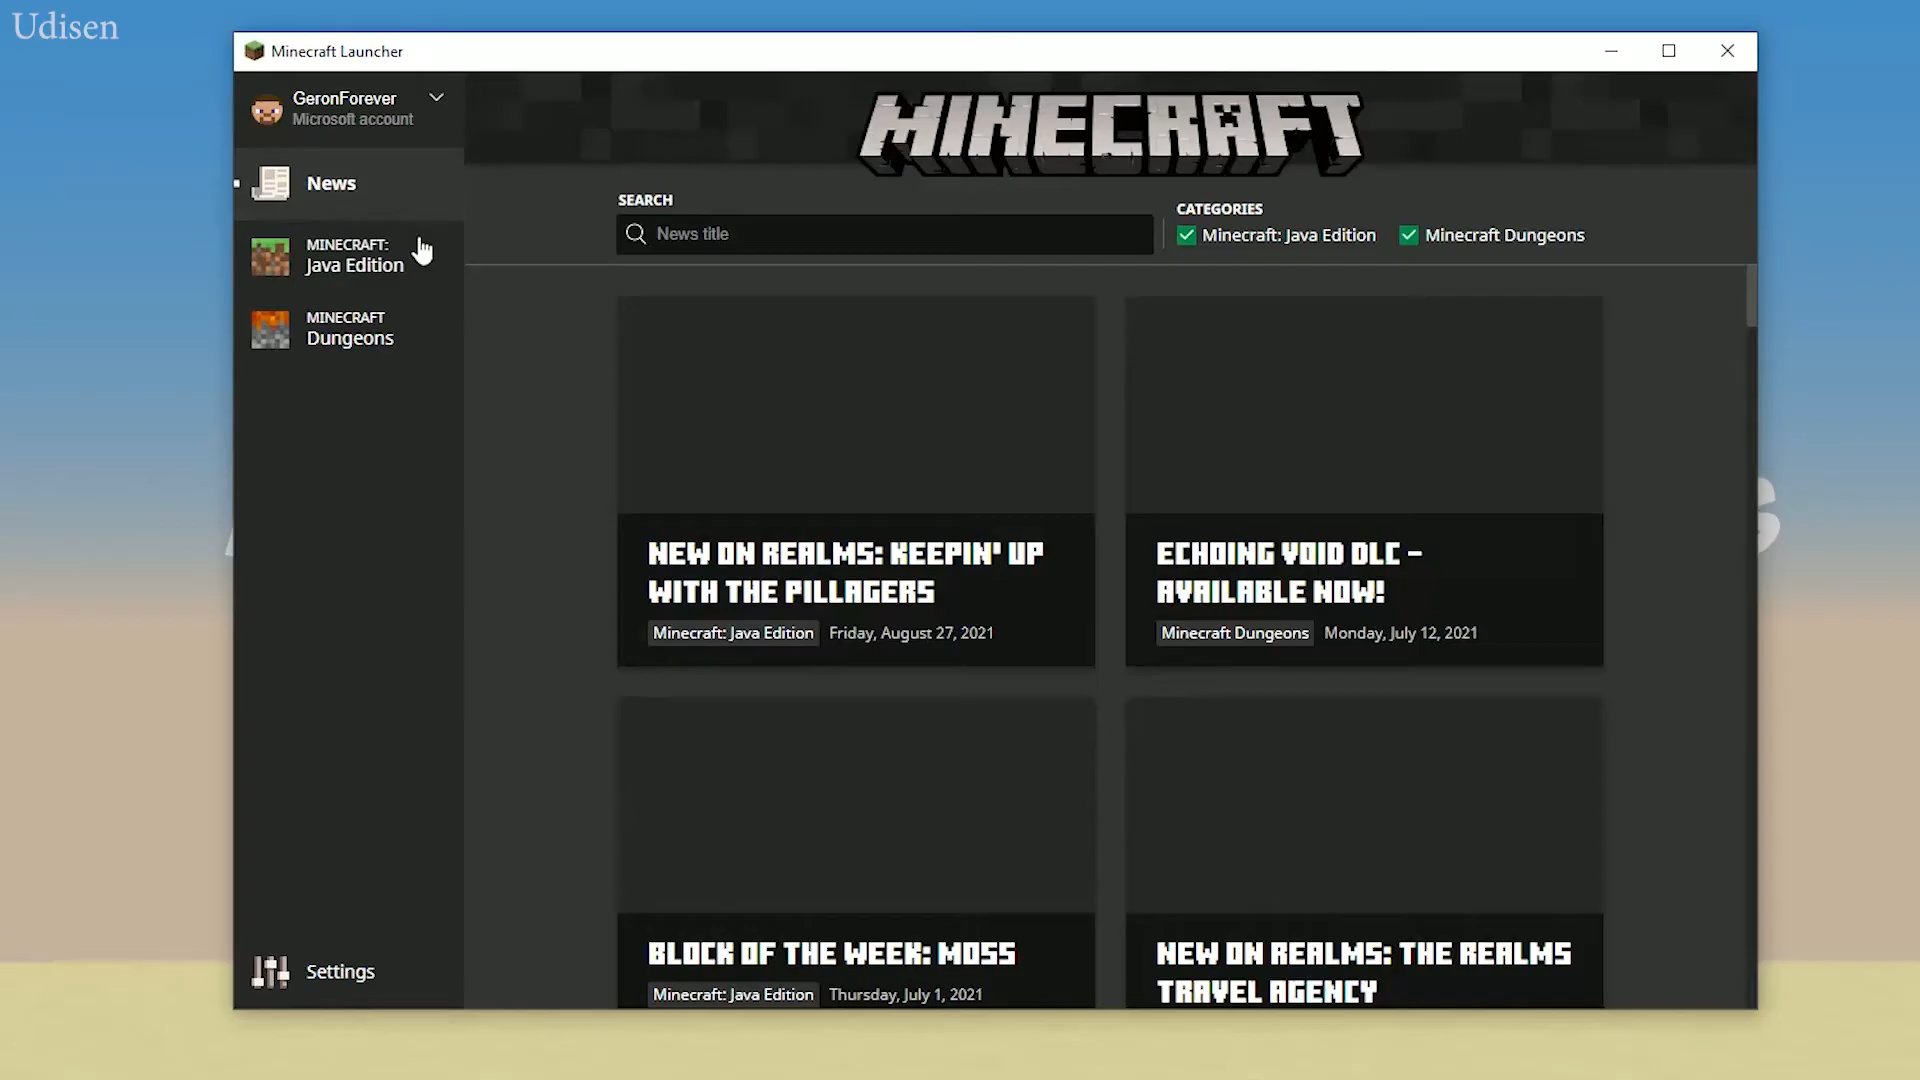 Udisen
Minecraft Launcher
GeronForever
Microsoft account
News
MINECRAFT:
Java Edition
MINECRAFT
Dungeons
Settings
MINECRAFT
SEARCH
News title
CATEGORIES
Minecraft: Java Edition
Minecraft Dungeons
NEW ON REALMS: KEEPIN' UP
WITH THE PILLAGERS
Minecraft: Java Edition Friday, August 27, 2021
ECHOING VOID DLC –
AVAILABLE NOW!
Minecraft Dungeons Monday, July 12, 2021
BLOCK OF THE WEEK: MOSS
Minecraft: Java Edition Thursday, July 1, 2021
NEW ON REALMS: THE REALMS
TRAVEL AGENCY